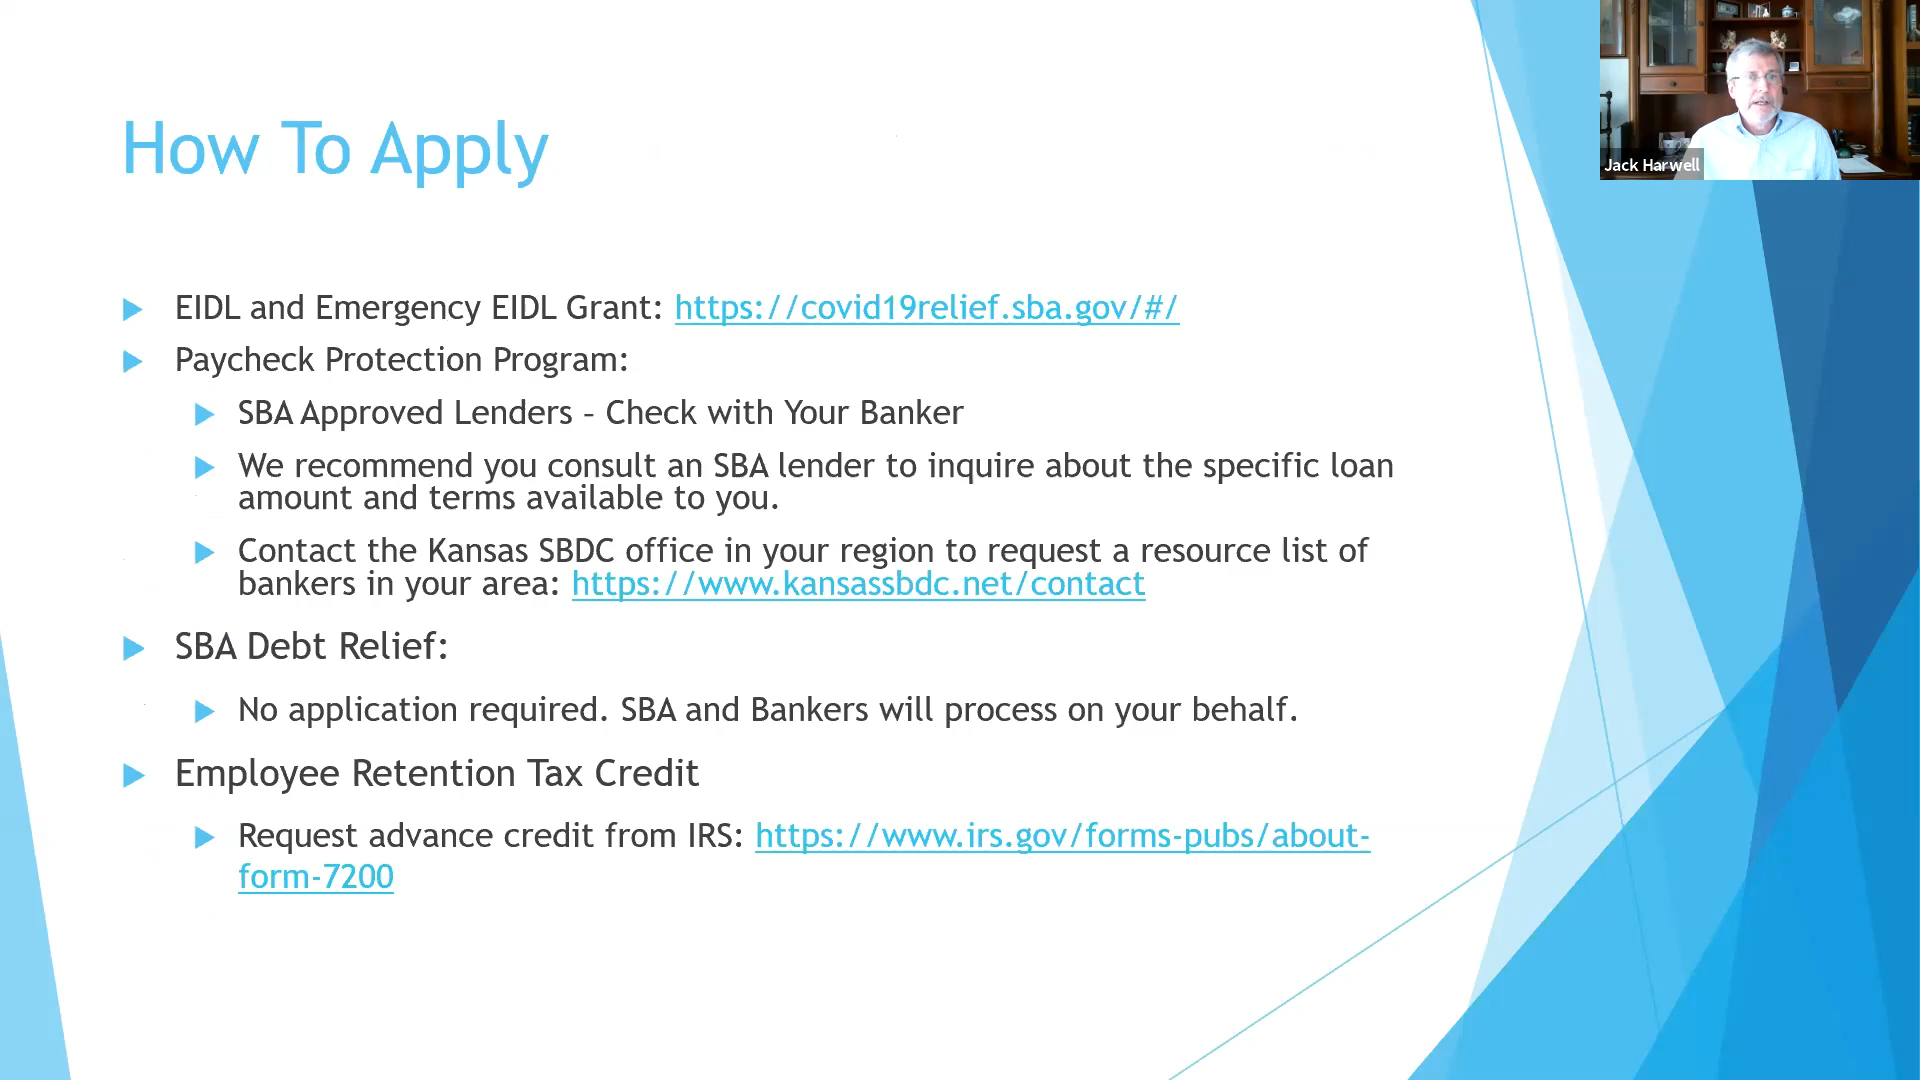 How To Apply
Jack Harwell
EIDL and Emergency EIDL Grant: https://covid19relief.sba.gov/#/
Paycheck Protection Program:
SBA Approved Lenders – Check with Your Banker
We recommend you consult an SBA lender to inquire about the specific loan
amount and terms available to you.
Contact the Kansas SBDC office in your region to request a resource list of
bankers in your area: https://www.kansassbdc.net/contact
SBA Debt Relief:
No application required. SBA and Bankers will process on your behalf.
Employee Retention Tax Credit
Request advance credit from IRS: https://www.irs.gov/forms-pubs/about-
form-7200